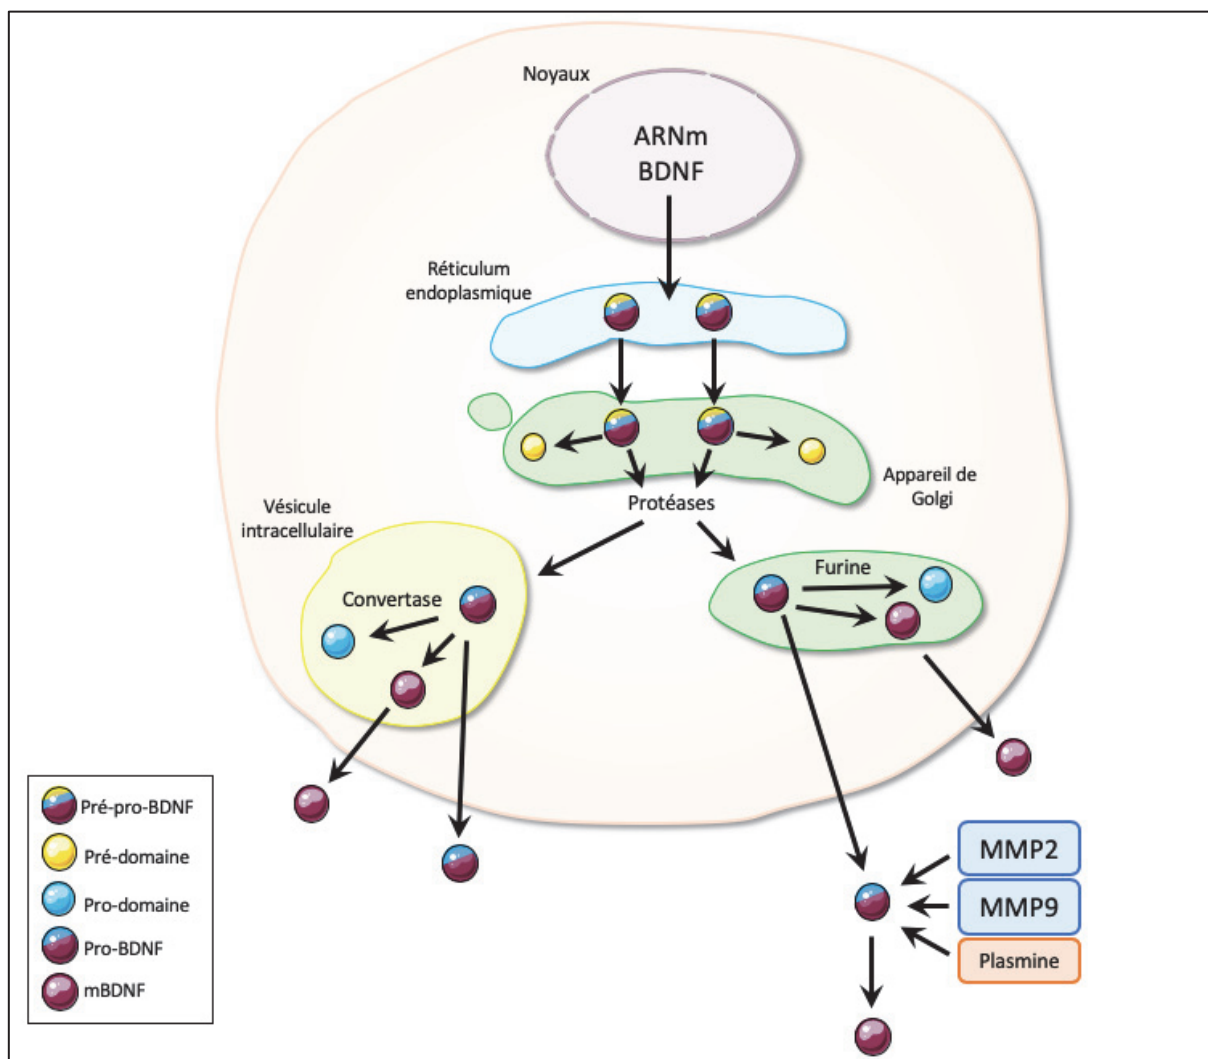 Noyaux
ARNm
BDNF
Réticulum
endoplasmique
Appareil de
Golgi
Protéases
Vésicule
intracellulaire
Convertase
Furine
Pré-pro-BDNF
Pré-domaine
Pro-domaine
Pro-BDNF
mBDNF
MMP2
MMP9
Plasmine